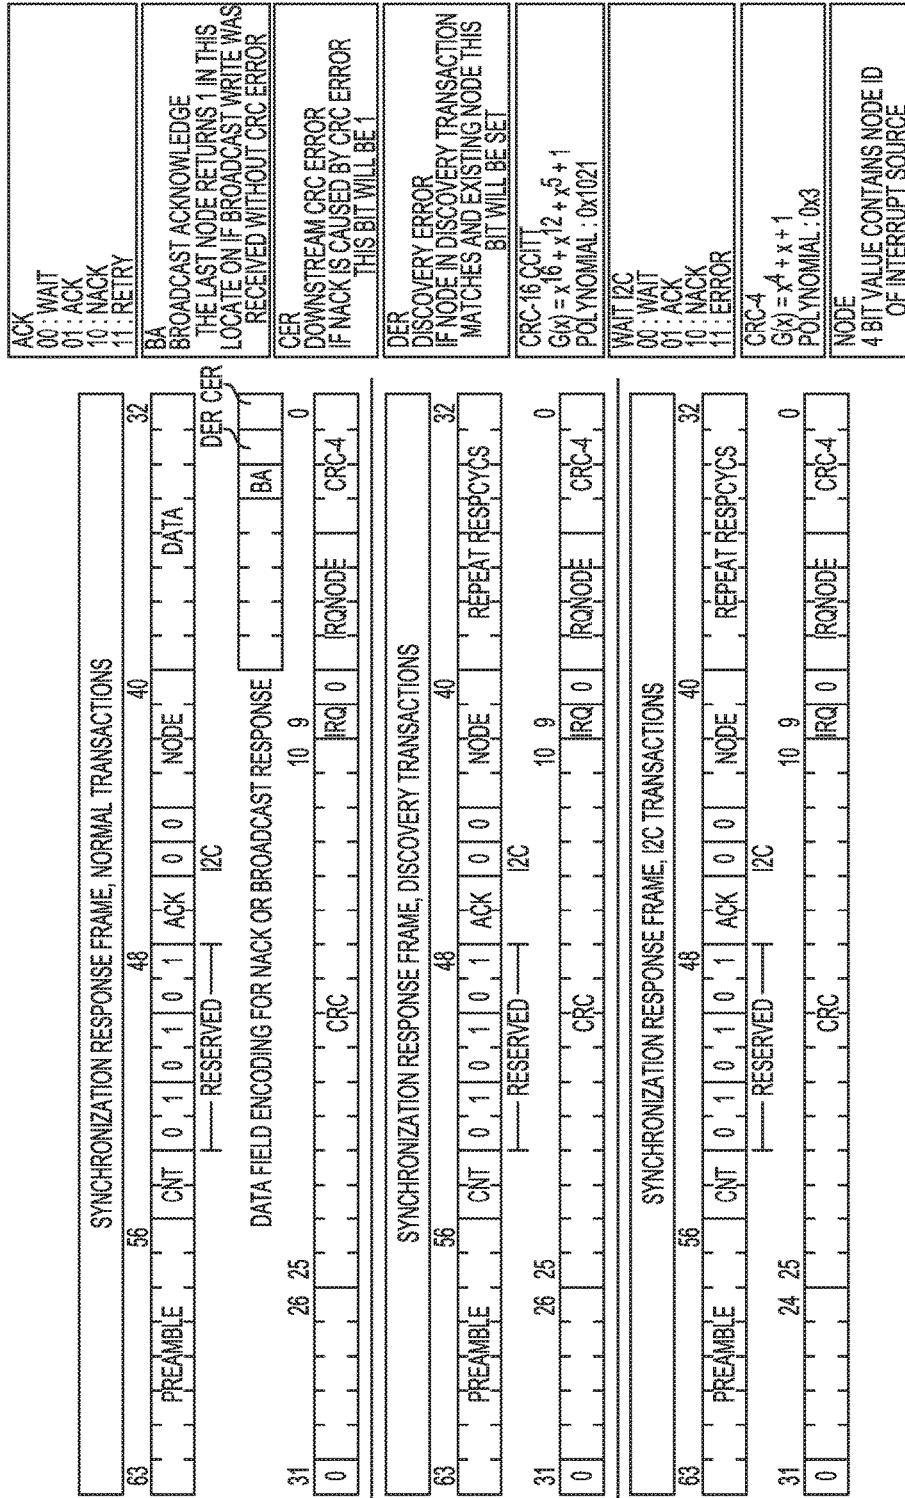 SYNCHRONIZATION RESPONSE FRAME, NORMAL TRANSACTIONS
63 56 48 40 32
PREAMBLE CNT 0 1 0 1 0 1 ACK 0 0 NODE DATA
RESERVED I2C
DER CER
DATA FIELD ENCODING FOR NACK OR BROADCAST RESPONSE BA
31 26 25 10 9 0
0 CRC IRQ 0 IRQNODE CRC-4
SYNCHRONIZATION RESPONSE FRAME, DISCOVERY TRANSACTIONS
63 56 48 40 32
PREAMBLE CNT 0 1 0 1 0 1 ACK 0 0 NODE REPEAT RESPCYCS
RESERVED I2C
31 26 25 10 9 0
0 CRC IRQ 0 IRQNODE CRC-4
SYNCHRONIZATION RESPONSE FRAME, I2C TRANSACTIONS
63 56 48 40 32
PREAMBLE CNT 0 1 0 1 0 1 ACK 0 0 NODE REPEAT RESPCYCS
RESERVED I2C
31 24 25 10 9 0
0 CRC IRQ 0 IRQNODE CRC-4
ACK
00 : WAIT
01 : ACK
10 : NACK
11 : RETRY
BA
BROADCAST ACKNOWLEDGE
THE LAST NODE RETURNS 1 IN THIS
LOCATE ON IF BROADCAST WRITE WAS
RECEIVED WITHOUT CRC ERROR
CER
DOWNSTREAM CRC ERROR
IF NACK IS CAUSED BY CRC ERROR
THIS BIT WILL BE 1
DER
DISCOVERY ERROR
IF NODE IN DISCOVERY TRANSACTION
MATCHES AND EXISTING NODE THIS
BIT WILL BE SET
CRC-16 CCITT
G(x) = x16 + x12 + x5 + 1
POLYNOMIAL : 0x1021
WAIT I2C
00 : WAIT
01 : ACK
10 : NACK
11 : ERROR
CRC-4
G(x) = x4 + x + 1
POLYNOMIAL : 0x3
NODE
4 BIT VALUE CONTAINS NODE ID
OF INTERRUPT SOURCE